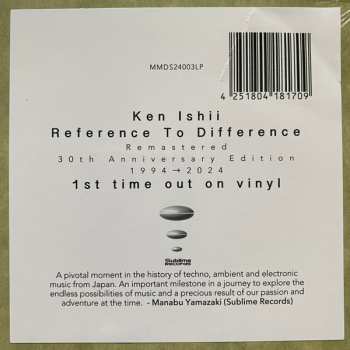 MMDS24003LP
4 251804 181709
Ken Ishii
Reference To Difference
Remastered
30th Anniversary Edition
1994→2024
1st time out on vinyl
Sublime
RECORDS
A pivotal moment in the history of techno, ambient and electronic
music from Japan. An important milestone in a journey to explore the
endless possibilities of music and a precious result of our passion and
adventure at the time. - Manabu Yamazaki (Sublime Records)